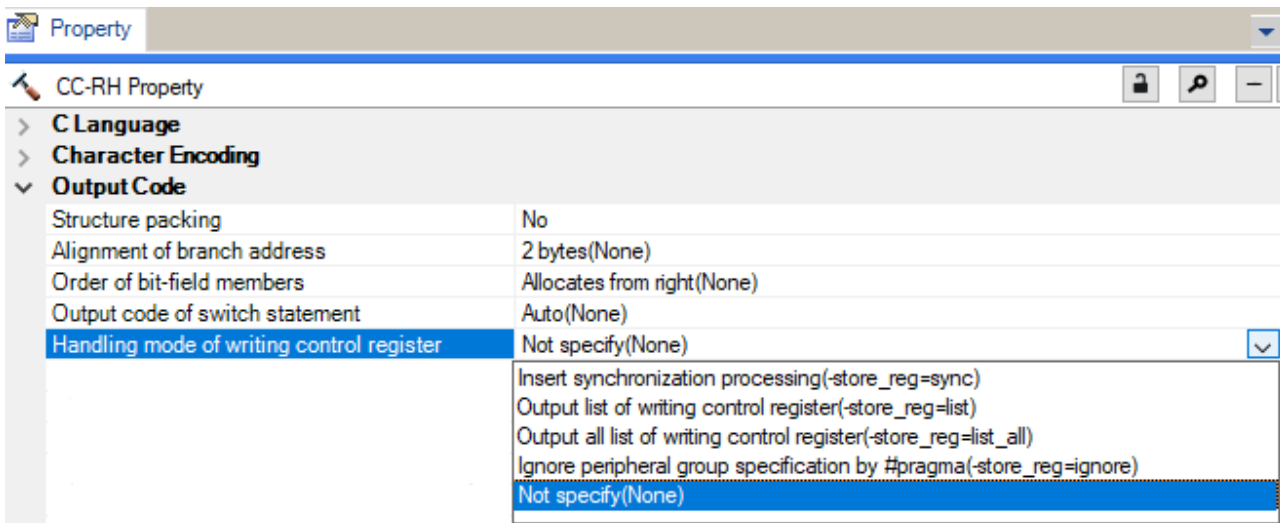 Property
CC-RH Property
C Language
Character Encoding
Output Code
Structure packing No
Alignment of branch address 2 bytes(None)
Order of bit-field members Allocates from right(None)
Output code of switch statement Auto(None)
Handling mode of writing control register Not specify(None)
Insert synchronization processing(-store_reg=sync)
Output list of writing control register(-store_reg=list)
Output all list of writing control register(-store_reg=list_all)
Ignore peripheral group specification by #pragma(-store_reg=ignore)
Not specify(None)